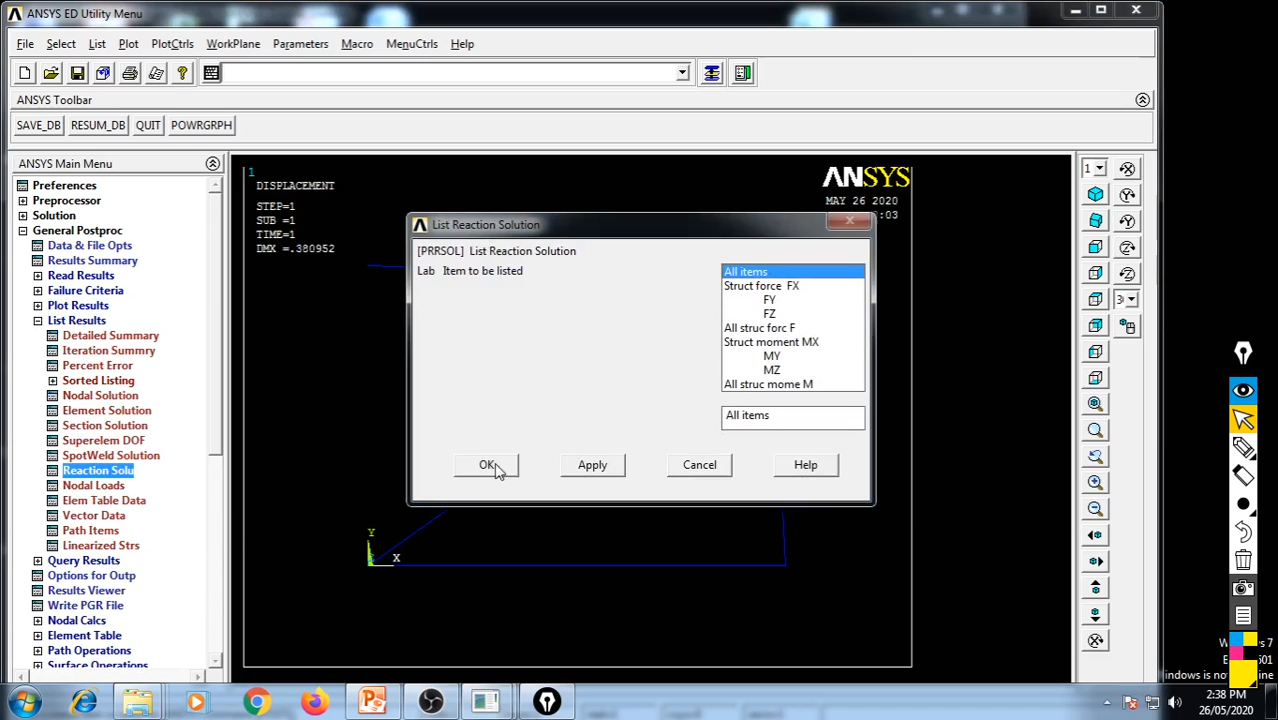 ANSYS ED Utility Menu
File Select List Plot PlotCtrls WorkPlane Parameters Macro MenuCtrls Help
ANSYS Toolbar
SAVE_DB RESUM_DB QUIT POWRGRPH
ANSYS Main Menu
Preferences
Preprocessor
Solution
General Postproc
Data & File Opts
Results Summary
Read Results
Failure Criteria
Plot Results
List Results
Detailed Summary
Iteration Summry
Percent Error
Sorted Listing
Nodal Solution
Element Solution
Section Solution
Superelem DOF
SpotWeld Solution
Reaction Solu
Nodal Loads
Elem Table Data
Vector Data
Path Items
Linearized Strs
Query Results
Options for Outp
Results Viewer
Write PGR File
Nodal Calcs
Element Table
Path Operations
Surface Operations
1
DISPLACEMENT
STEP=1
SUB =1
TIME=1
DMX =.380952
ANSYS
MAY 26 2020
:03
List Reaction Solution
[PRRSOL] List Reaction Solution
Lab Item to be listed
All items
Struct force FX
FY
FZ
All struc forc F
Struct moment MX
MY
MZ
All struc mome M
All items
OK Apply Cancel Help
Y
X
1
2:38 PM
26/05/2020